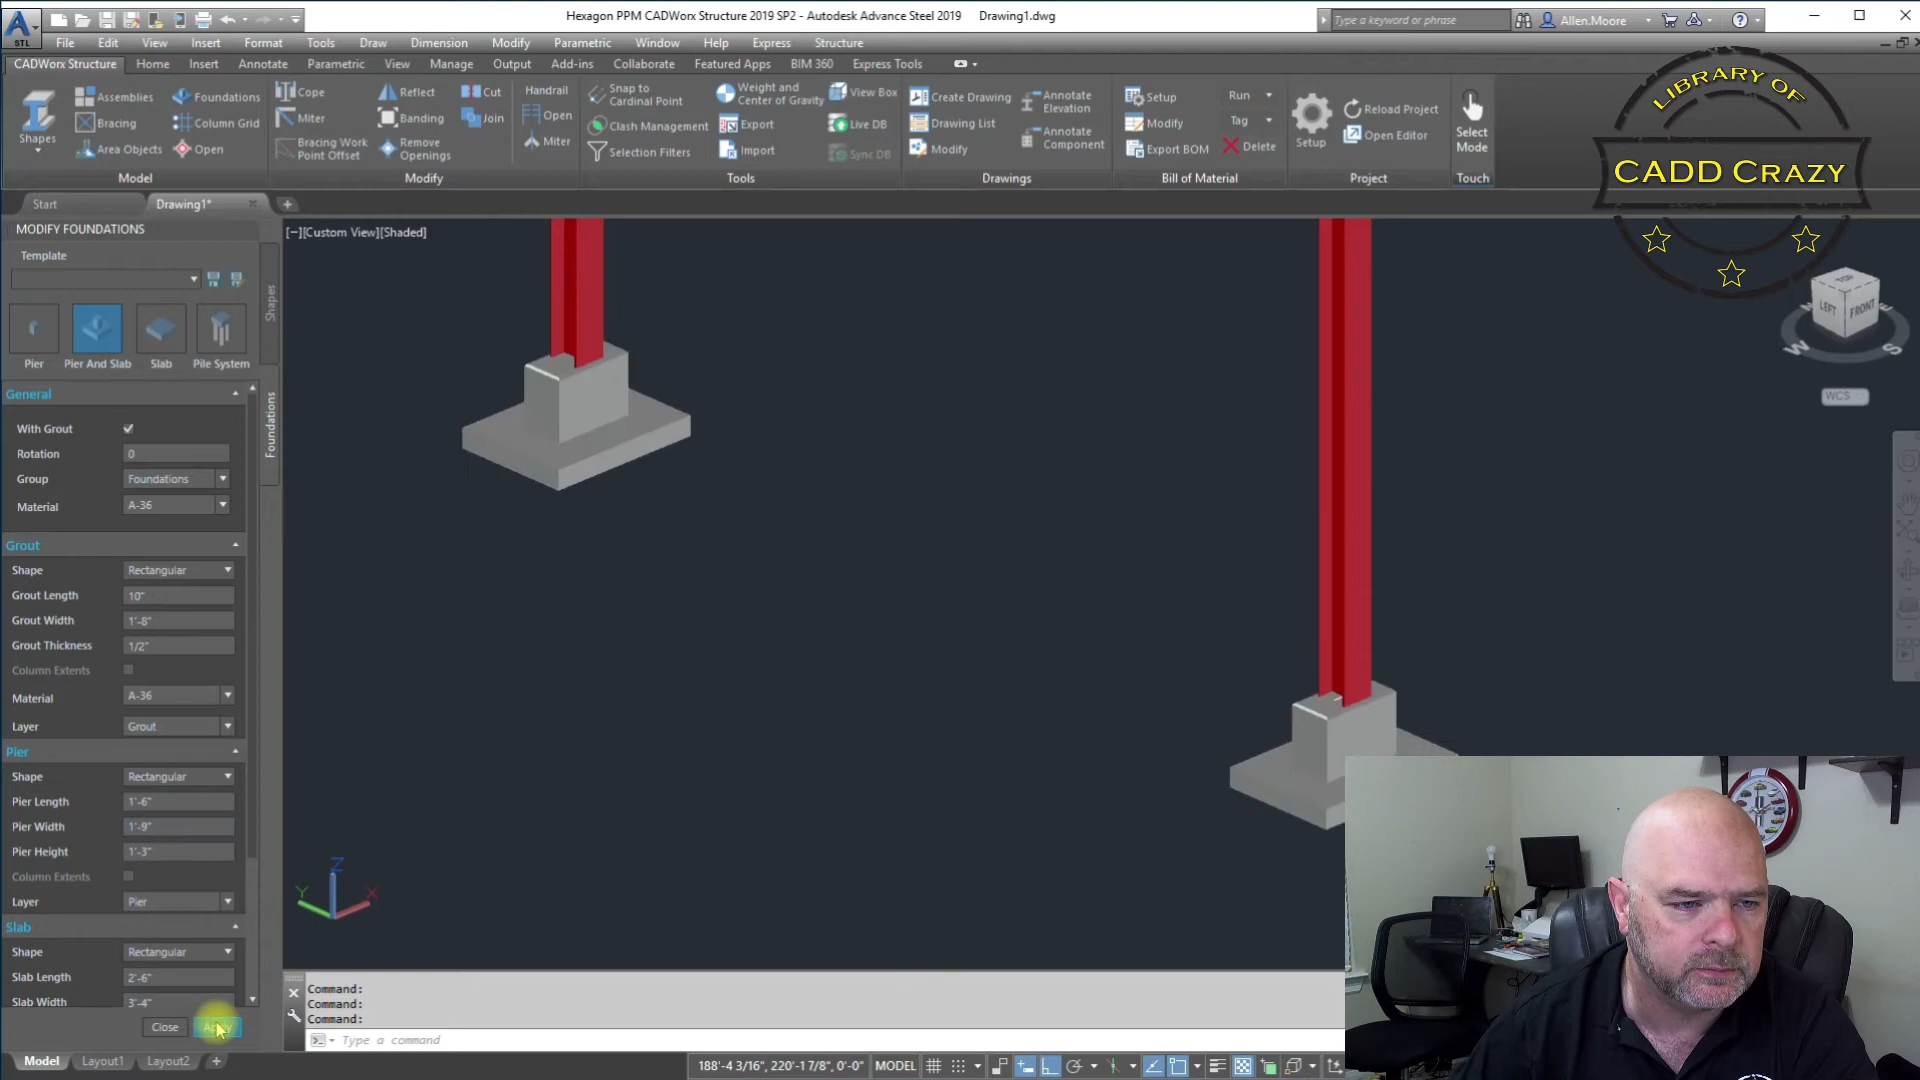 Hexagon PPM CADWorx Structure 2019 SP2 - Autodesk Advance Steel 2019 Drawing1.dwg
Type a keyword or phrase
Allen.Moore
STL
File Edit View Insert Format Tools Draw Dimension Modify Parametric Window Help Express Structure
CADWorx Structure Home Insert Annotate Parametric View Manage Output Add-ins Collaborate Featured Apps BIM 360 Express Tools
Shapes
Assemblies
Bracing
Area Objects
Foundations
Column Grid
Open
Model
Cope
Miter
Bracing Work
Point Offset
Reflect
Banding
Remove
Openings
Cut
Join
Modify
Handrail
Open
Miter
Snap to
Cardinal Point
Clash Management
Selection Filters
Weight and
Center of Gravity
Export
Import
View Box
Live DB
Sync DB
Tools
Create Drawing
Drawing List
Modify
Annotate
Elevation
Annotate
Component
Drawings
Setup
Modify
Export BOM
Run
Tag
Delete
Bill of Material
Setup
Reload Project
Open Editor
Project
Select
Mode
Touch
LIBRARY OF
CADD CRAZY
Start Drawing1*
MODIFY FOUNDATIONS
Template
Pier Pier And Slab Slab Pile System
Shapes
Foundations
General
With Grout
Rotation 0
Group Foundations
Material A-36
Grout
Shape Rectangular
Grout Length 10"
Grout Width 1'-8"
Grout Thickness 1/2"
Column Extents
Material A-36
Layer Grout
Pier
Shape Rectangular
Pier Length 1'-6"
Pier Width 1'-9"
Pier Height 1'-3"
Column Extents
Layer Pier
Slab
Shape Rectangular
Slab Length 2'-6"
Slab Width 3'-4"
Close Apply
[−][Custom View][Shaded]
TOP
LEFT FRONT
W S
WCS
Z
Y X
Command:
Command:
Command:
Type a command
Model Layout1 Layout2
188'-4 3/16", 220'-1 7/8", 0'-0" MODEL